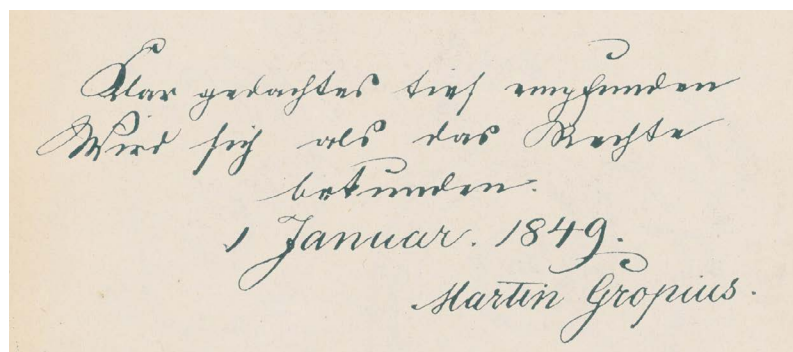 Klar gedachtes tief empfunden
Wird sich als das Rechte
bekunden.
1 Januar. 1849.
Martin Gropius.